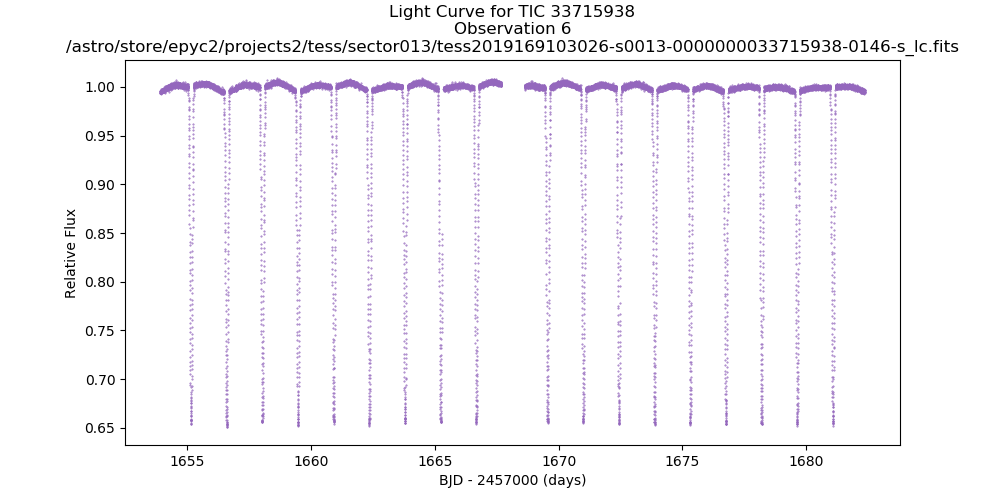 Light Curve for TIC 33715938
Observation 6
/astro/store/epyc2/projects2/tess/sector013/tess2019169103026-s0013-0000000033715938-0146-s_lc.fits
1.00
0.95
0.90
0.85
0.80
0.75
0.70
0.65
Relative Flux
1655 1660 1665 1670 1675 1680
BJD - 2457000 (days)